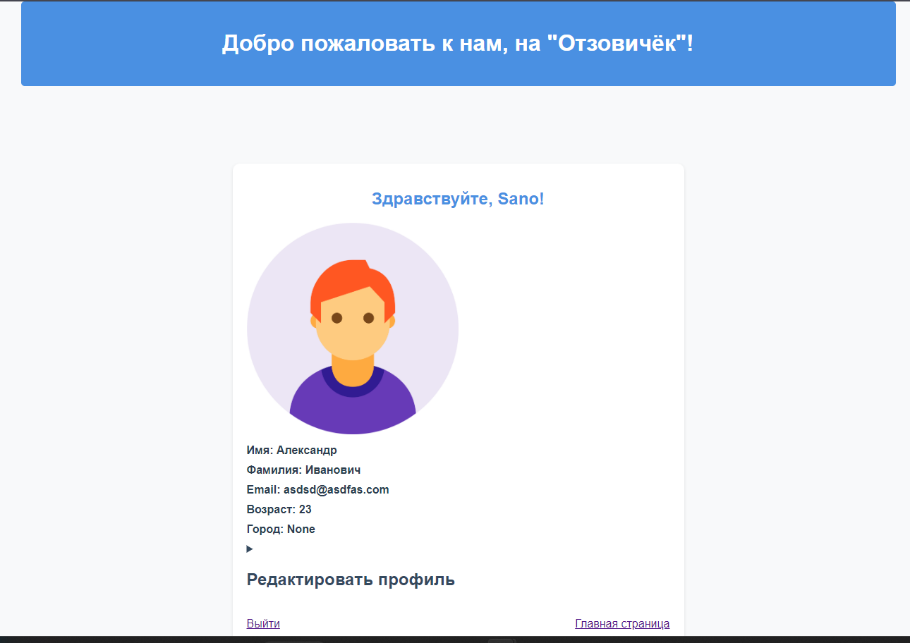 Добро пожаловать к нам, на "Отзовичёк"!
Здравствуйте, Sano!
Имя: Александр
Фамилия: Иванович
Email: asdsd@asdfas.com
Возраст: 23
Город: None
Редактировать профиль
Выйти
Главная страница